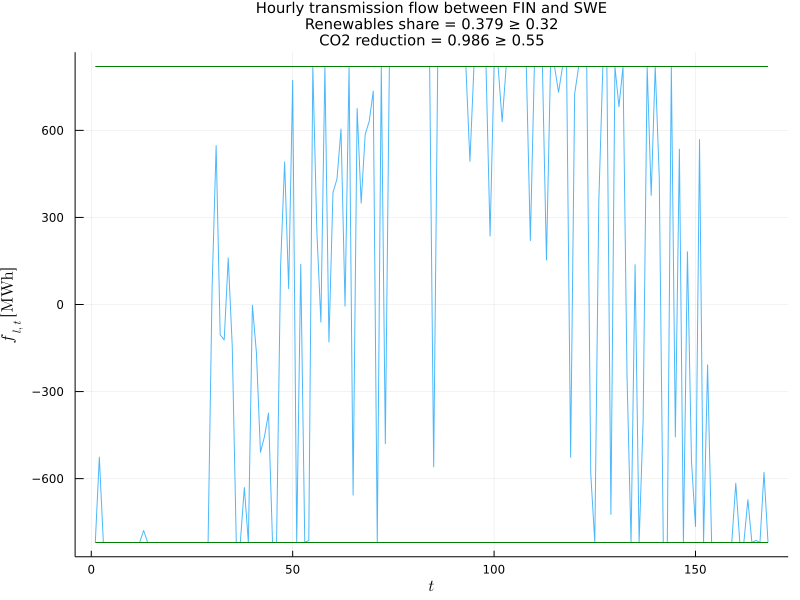 Hourly transmission flow between FIN and SWE
Renewables share = 0.379 ≥ 0.32
CO2 reduction = 0.986 ≥ 0.55
600
300
0
−300
−600
f l,t [MWh]
0 50 100 150
t